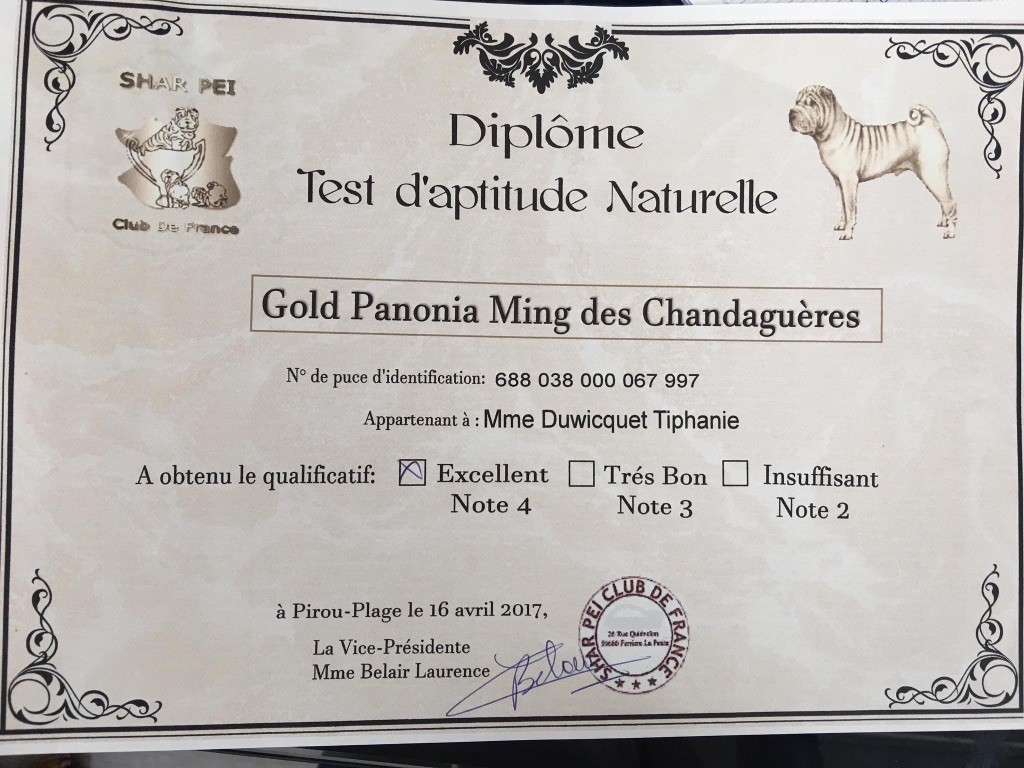 SHAR PEI
Club De France
Diplôme
Test d'aptitude Naturelle
Gold Panonia Ming des Chandaguères
N° de puce d'identification: 688 038 000 067 997
Appartenant à : Mme Duwicquet Tiphanie
A obtenu le qualificatif: Excellent Trés Bon Insuffisant
Note 4 Note 3 Note 2
à Pirou-Plage le 16 avril 2017,
La Vice-Présidente
Mme Belair Laurence
SHAR PEI CLUB DE FRANCE